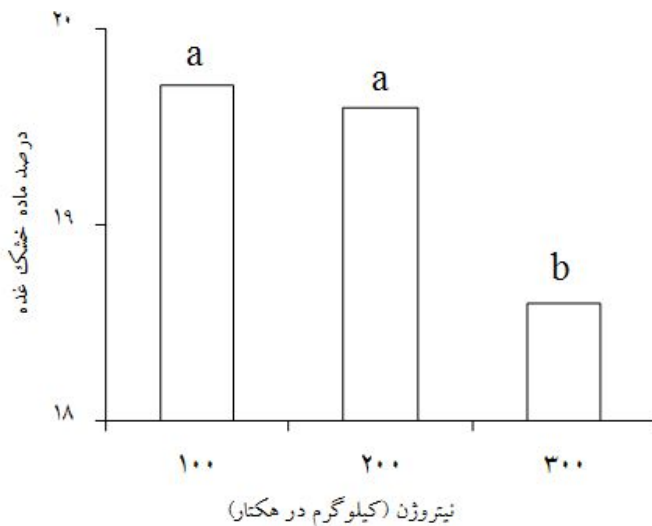 درصد ماده خشک غده
۲۰
۱۹
۱۸
a
a
b
۱۰۰
۲۰۰
۳۰۰
نیتروژن (کیلوگرم در هکتار)